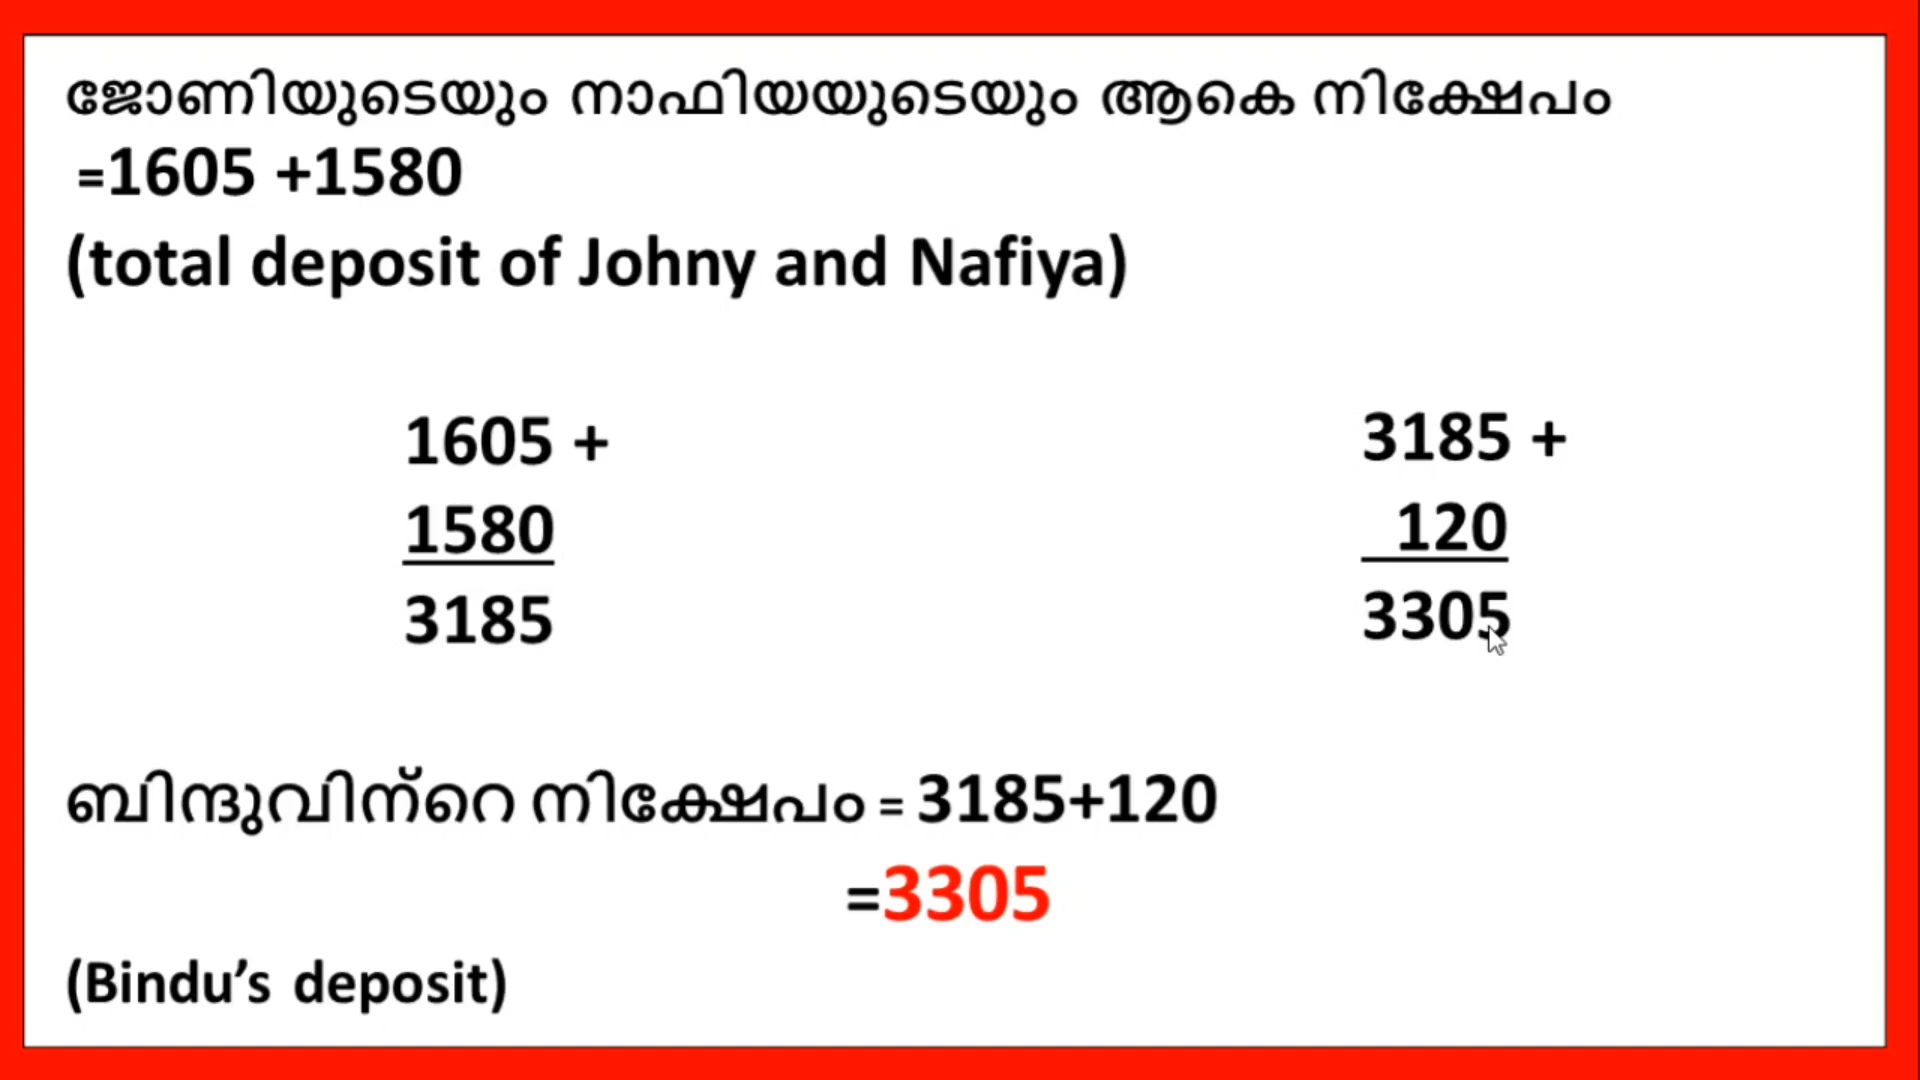 ജോണിയുടെയും നാഫിയയുടെയും ആകെ നിക്ഷേപം
=1605 +1580
(total deposit of Johny and Nafiya)
1605 +
1580
3185
3185 +
120
3305
ബിന്ദുവിന്റെ നിക്ഷേപം = 3185+120
=3305
(Bindu’s deposit)